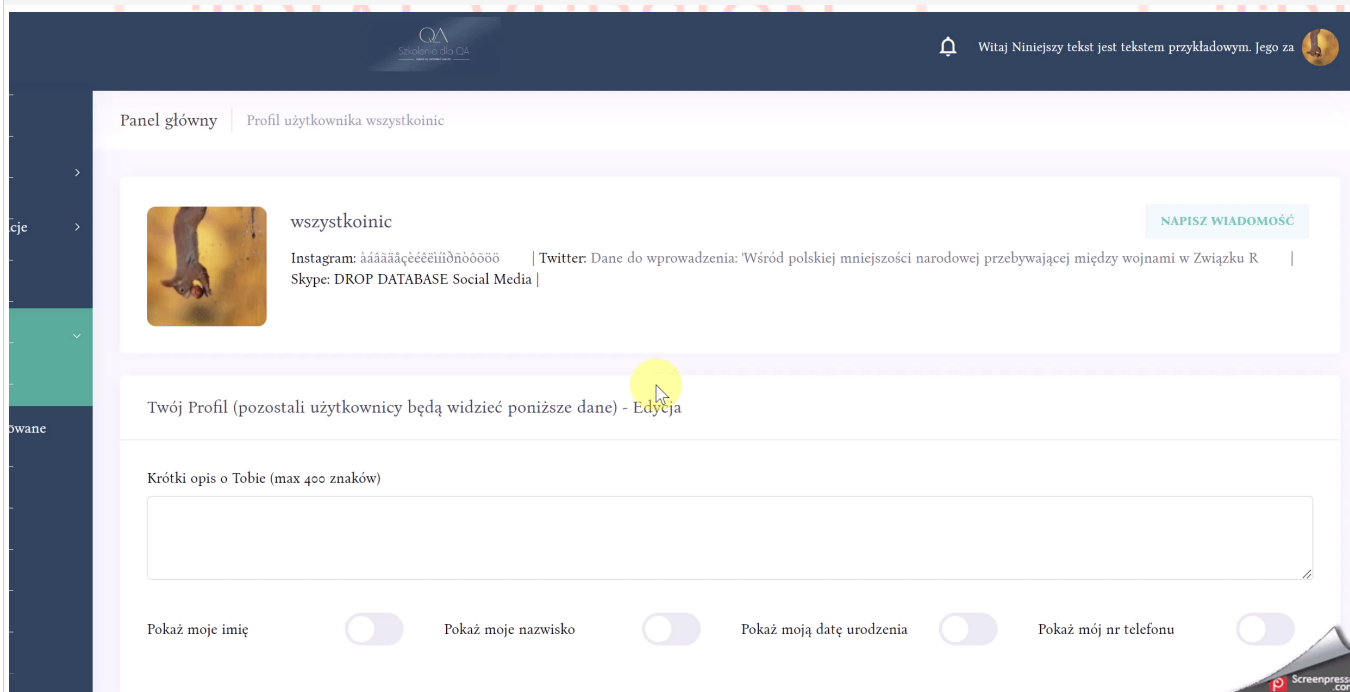 QA
Szkolenie dla QA
Witaj Niniejszy tekst jest tekstem przykładowym. Jego za
Panel główny | Profil użytkownika wszystkoinic
cje
owane
wszystkoinic
NAPISZ WIADOMOŚĆ
Instagram: | Twitter: Dane do wprowadzenia: 'Wśród polskiej mniejszości narodowej przebywającej między wojnami w Związku R |
Skype: DROP DATABASE Social Media |
Twój Profil (pozostali użytkownicy będą widzieć poniższe dane) - Edycja
Krótki opis o Tobie (max 400 znaków)
Pokaż moje imię Pokaż moje nazwisko Pokaż moją datę urodzenia Pokaż mój nr telefonu
Screenpresso
.com